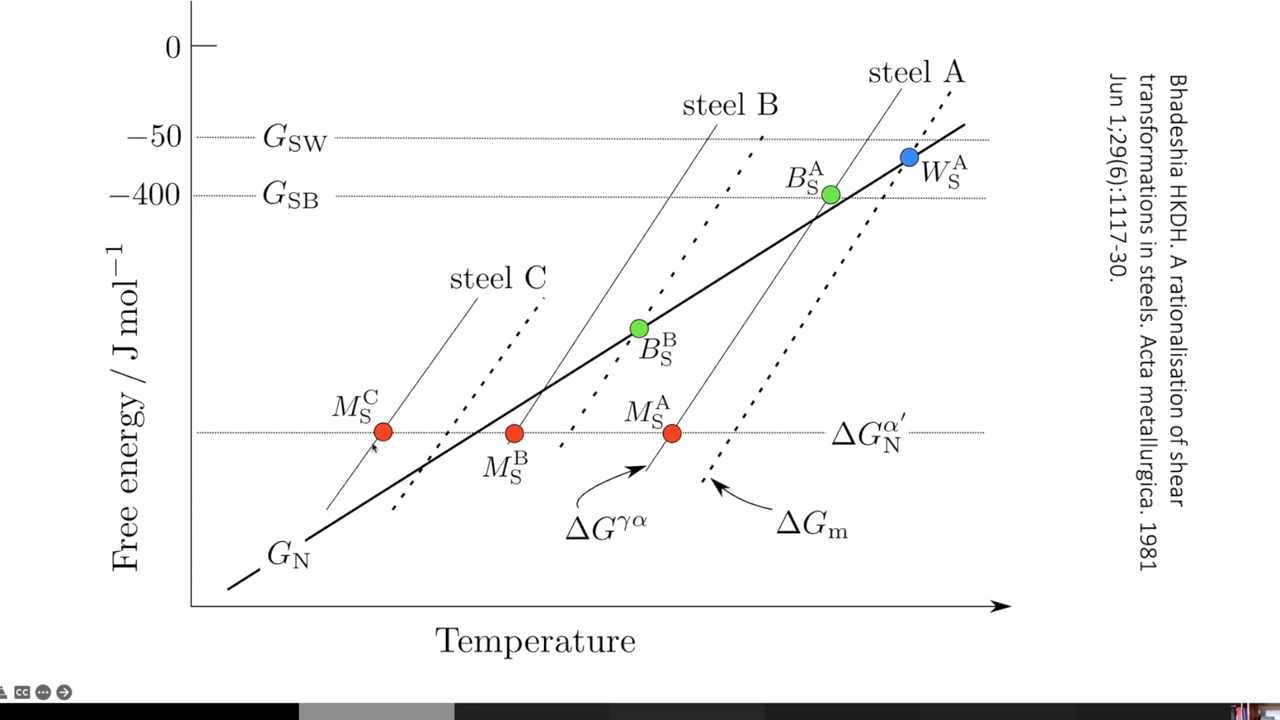 0
steel A
steel B
−50
G_SW
B_S^A
W_S^A
−400
G_SB
steel C
B_S^B
M_S^C
M_S^A
ΔG_N^α′
M_S^B
ΔG^γα
ΔG_m
G_N
Free energy / J mol^−1
Temperature
Bhadeshia HKDH. A rationalisation of shear
transformations in steels. Acta metallurgica. 1981
Jun 1;29(6):1117-30.
CC